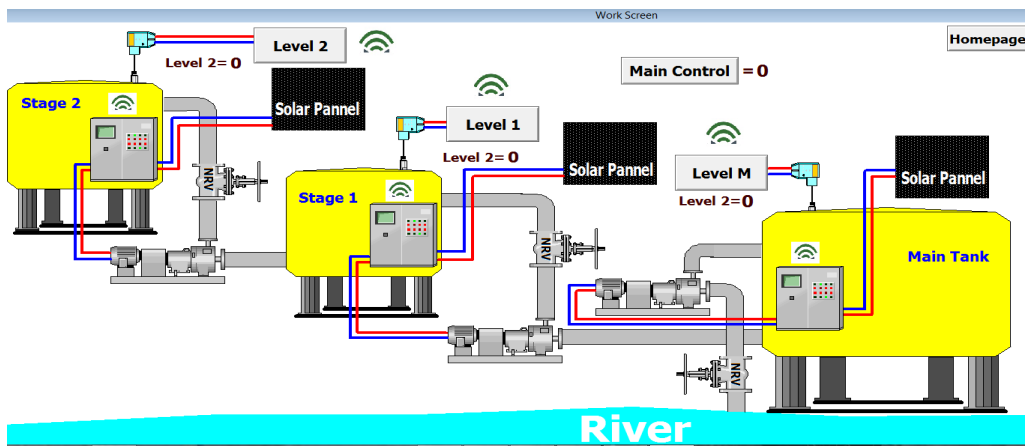 Work Screen
Homepage
Level 2
Level 2= 0
Main Control = 0
Stage 2
Solar Pannel
Level 1
Level 2= 0
Solar Pannel
Level M
Level 2=0
Solar Pannel
NRV
Stage 1
NRV
Main Tank
NRV
River